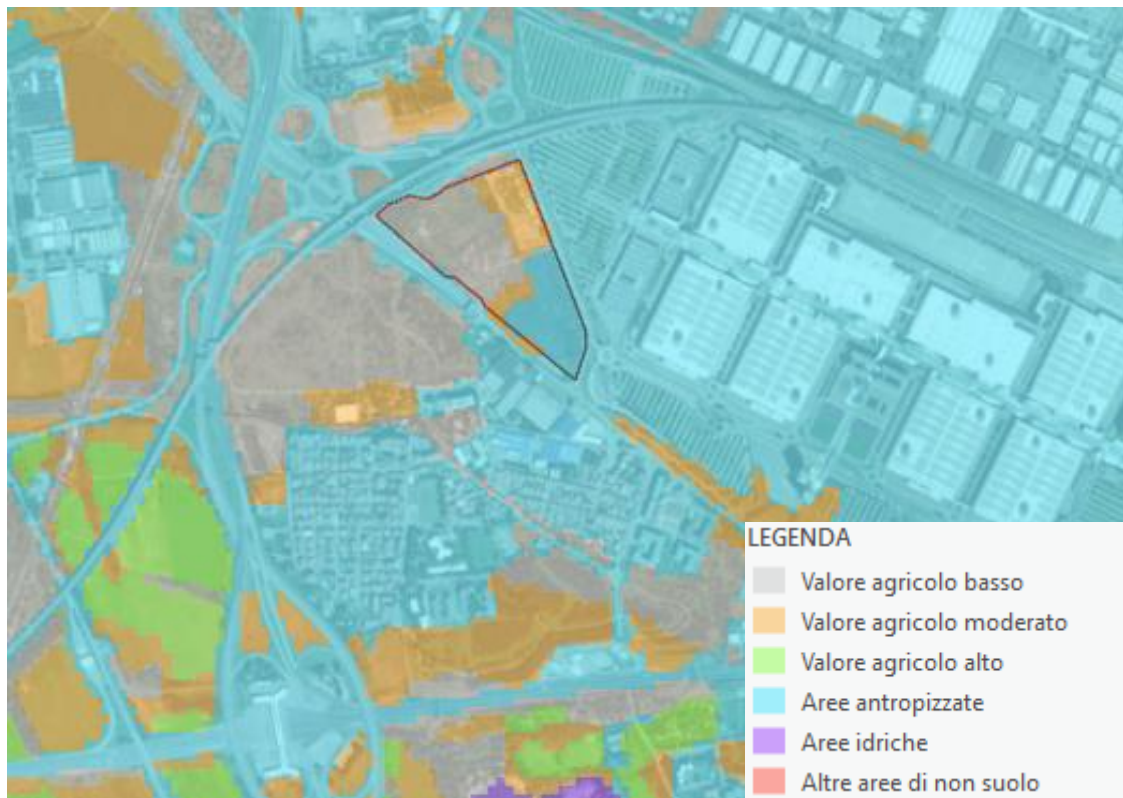 LEGENDA
Valore agricolo basso
Valore agricolo moderato
Valore agricolo alto
Aree antropizzate
Aree idriche
Altre aree di non suolo